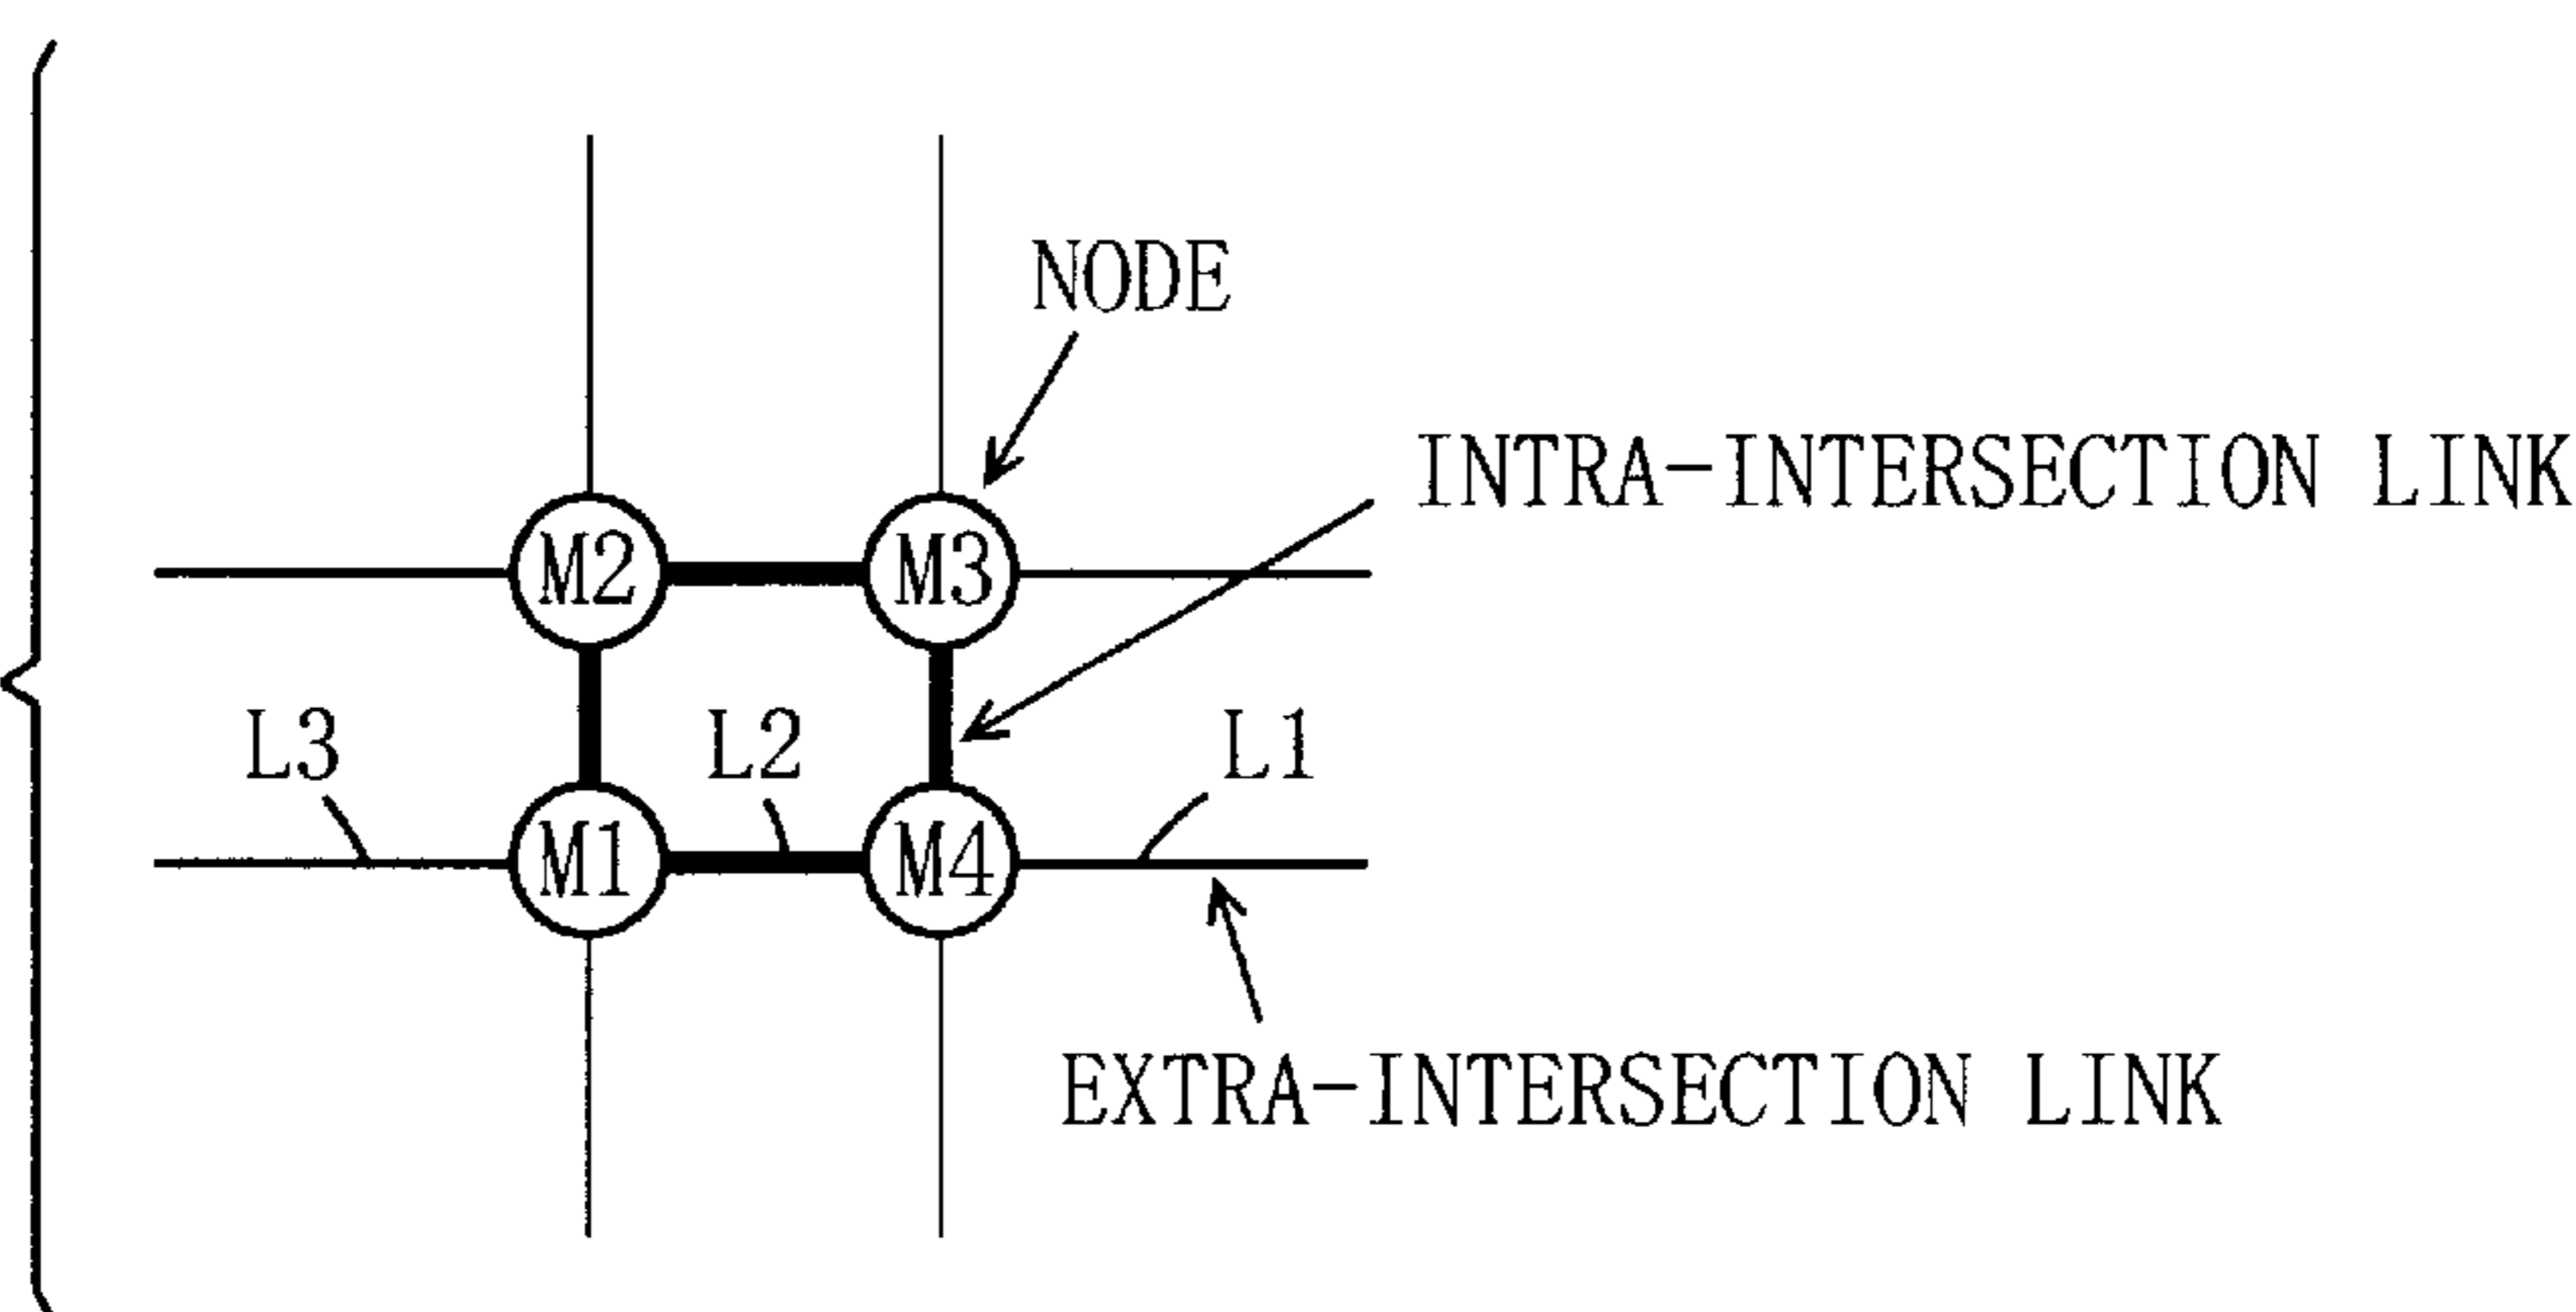 NODE
INTRA-INTERSECTION LINK
M2
M3
L3
L2
L1
M1
M4
EXTRA-INTERSECTION LINK